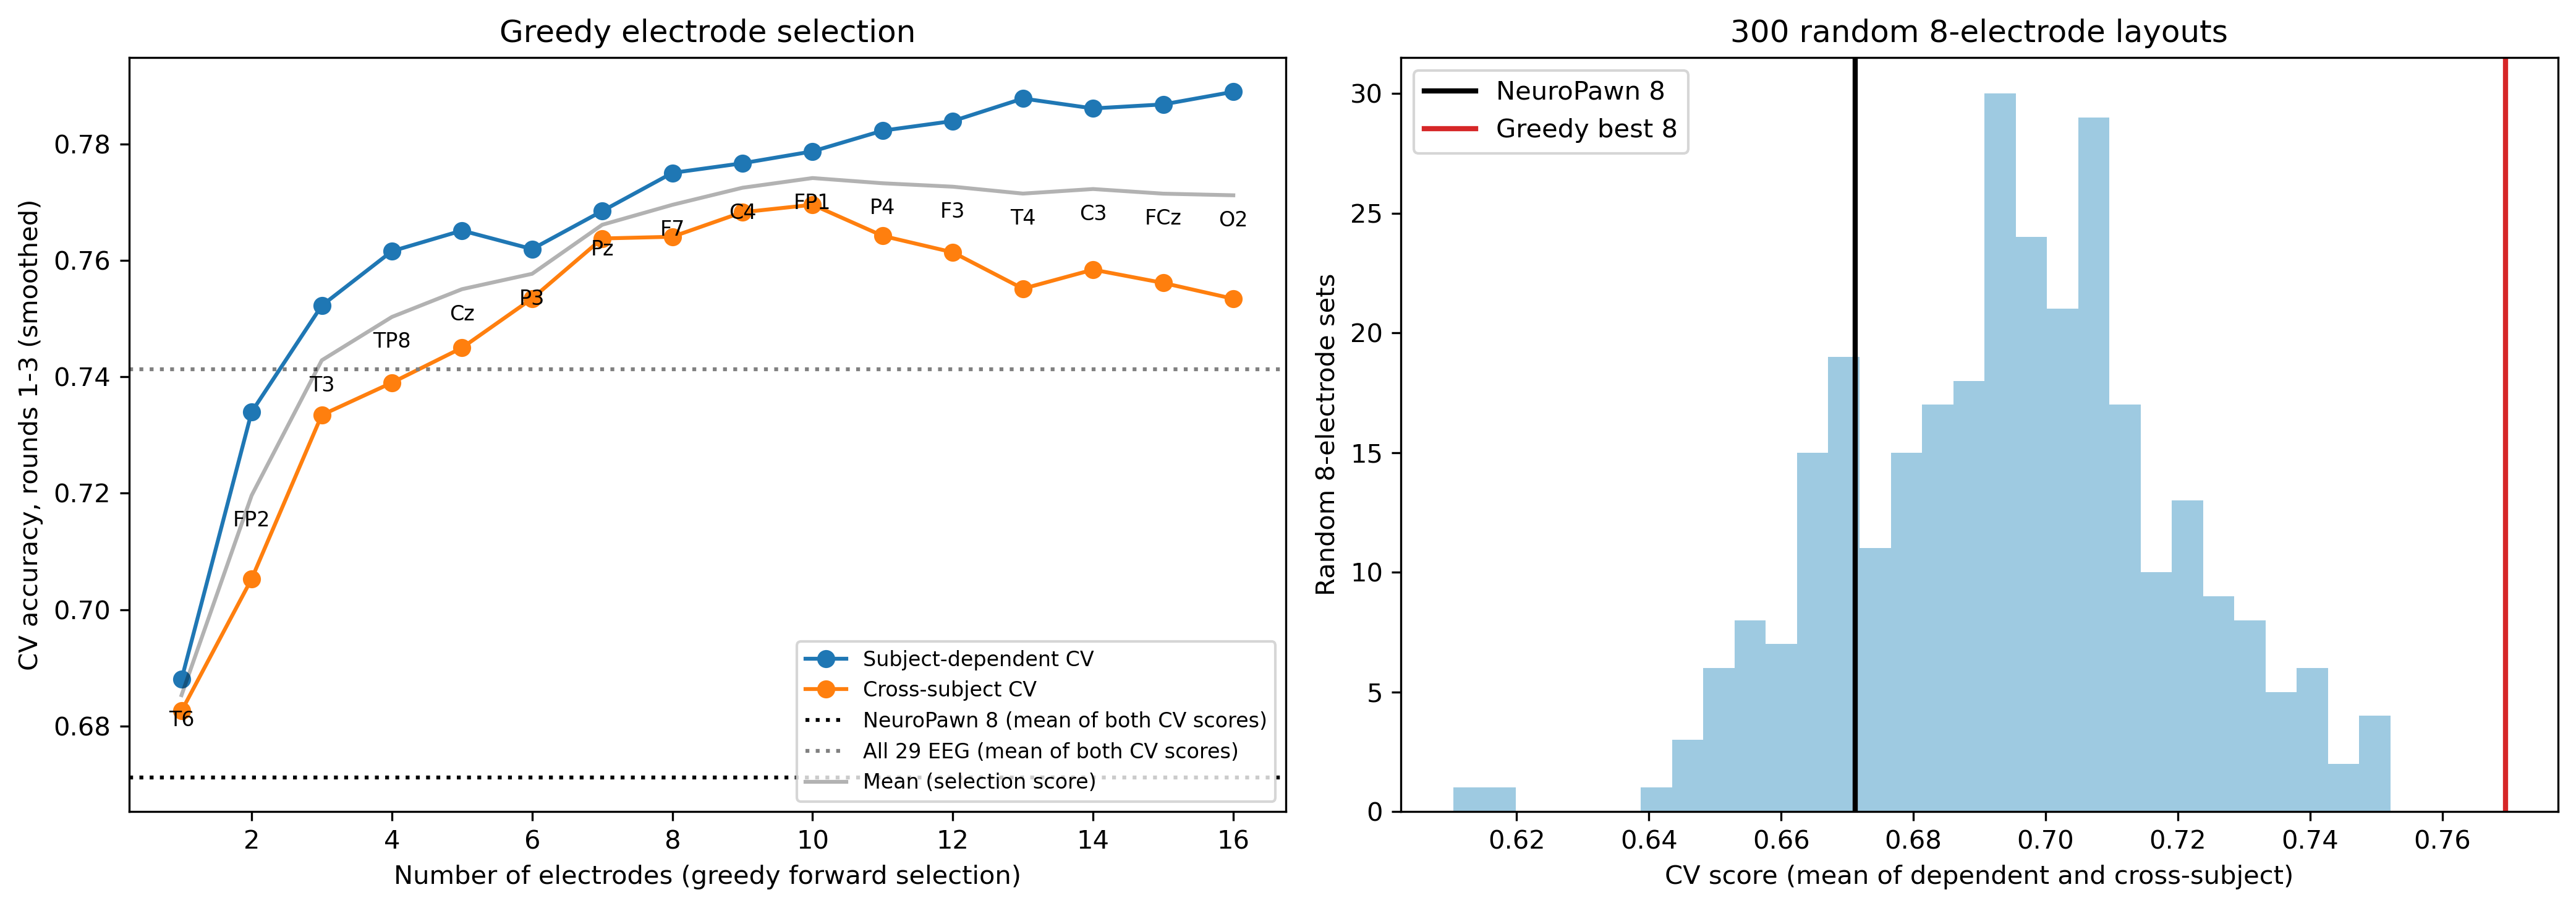 Greedy electrode selection
CV accuracy, rounds 1-3 (smoothed)
0.78
0.76
0.74
0.72
0.70
0.68
T6
FP2
T3
TP8
Cz
P3
Pz
F7
C4
FP1
P4
F3
T4
C3
FCz
O2
Subject-dependent CV
Cross-subject CV
NeuroPawn 8 (mean of both CV scores)
All 29 EEG (mean of both CV scores)
Mean (selection score)
2 4 6 8 10 12 14 16
Number of electrodes (greedy forward selection)
300 random 8-electrode layouts
NeuroPawn 8
Greedy best 8
Random 8-electrode sets
30
25
20
15
10
5
0
0.62 0.64 0.66 0.68 0.70 0.72 0.74 0.76
CV score (mean of dependent and cross-subject)